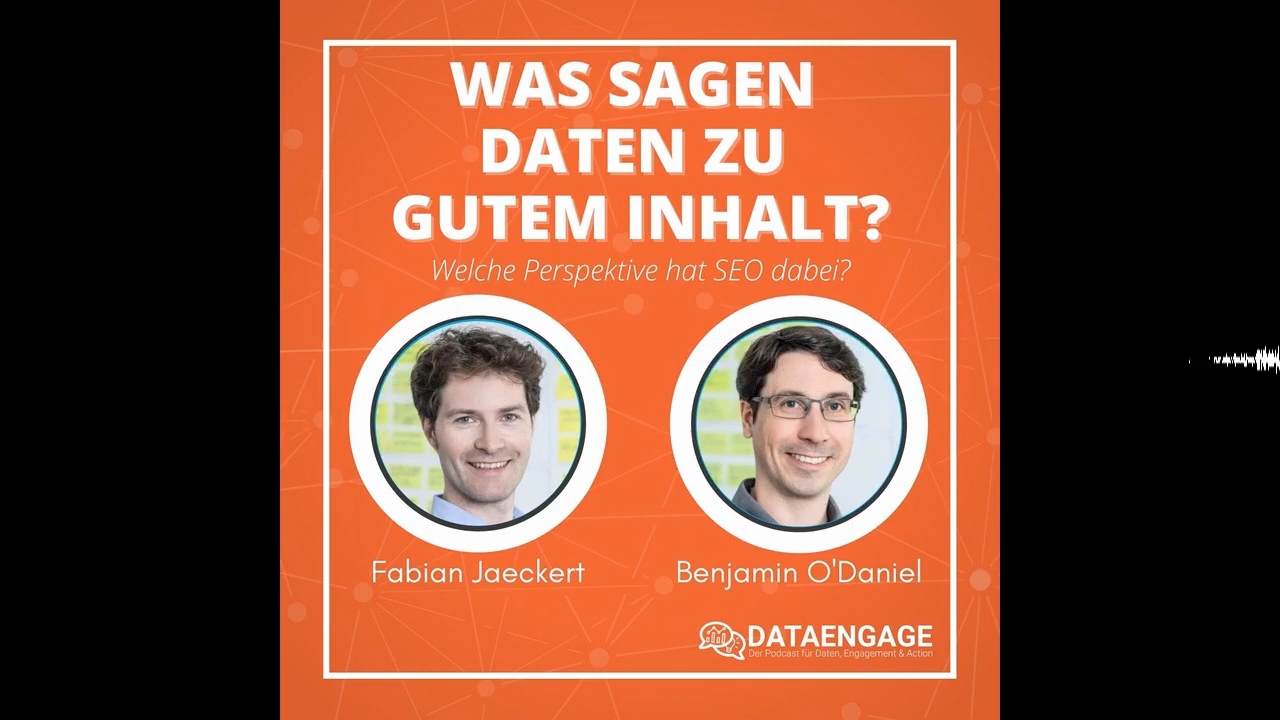 WAS SAGEN
DATEN ZU
GUTEM INHALT?
Welche Perspektive hat SEO dabei?
Fabian Jaeckert
Benjamin O'Daniel
DATAENGAGE
Der Podcast für Daten, Engagement & Action